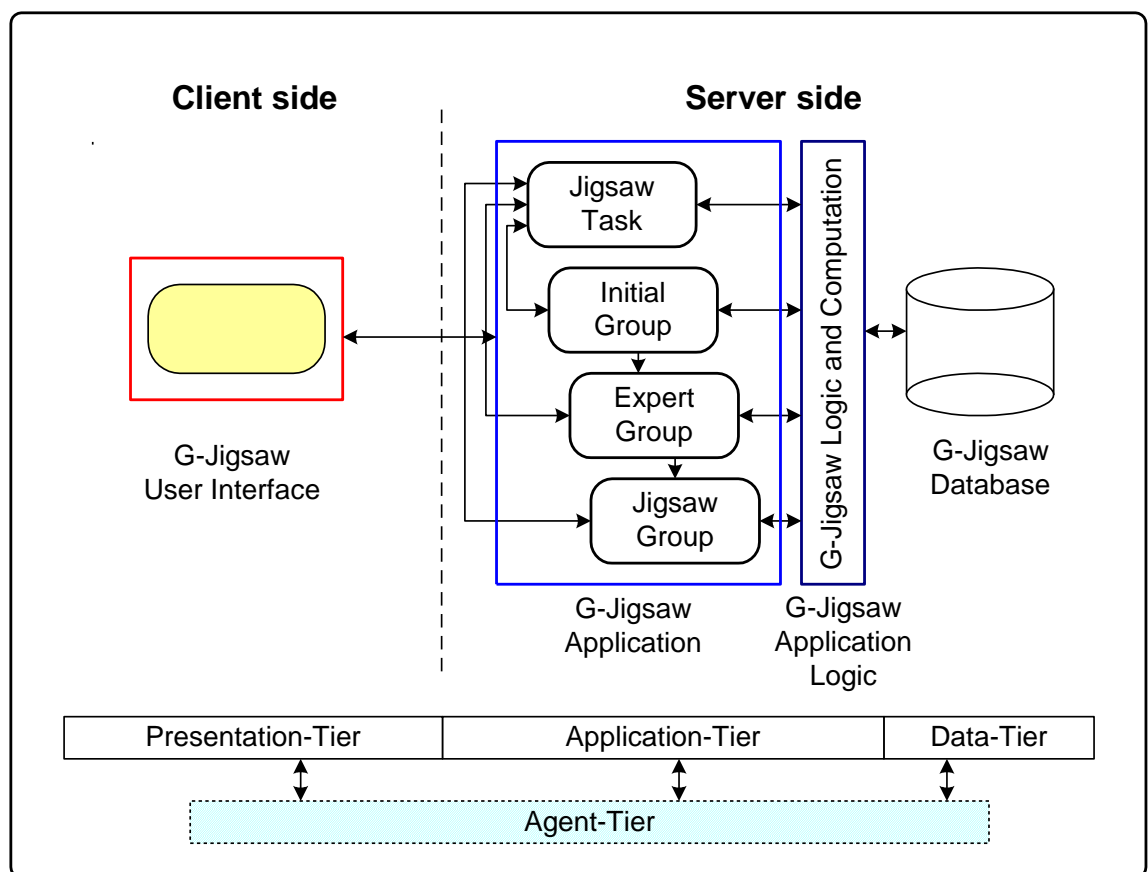 Client side
Server side
Jigsaw
Task
Initial
Group
Expert
Group
Jigsaw
Group
G-Jigsaw Logic and Computation
G-Jigsaw
User Interface
G-Jigsaw
Database
G-Jigsaw
Application
G-Jigsaw
Application
Logic
Presentation-Tier
Application-Tier
Data-Tier
Agent-Tier